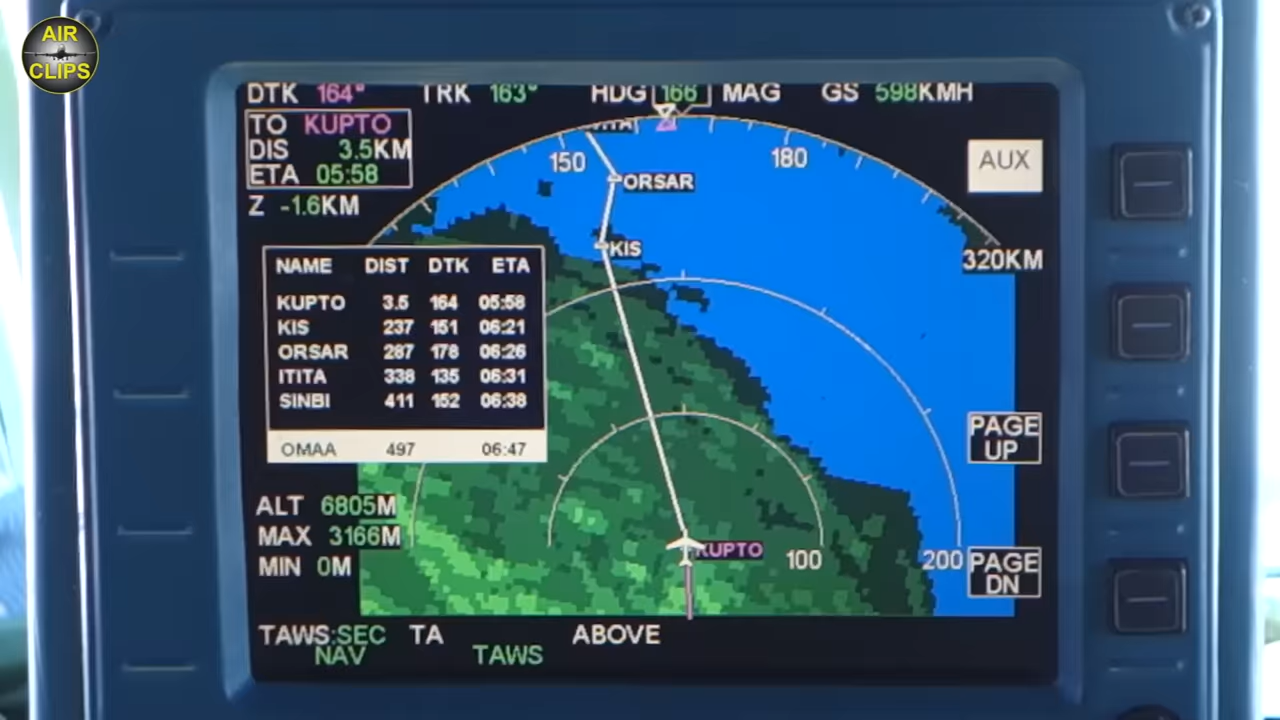 AIR
CLIPS
DTK 164° TRK 163° HDG 166 MAG GS 598KMH
TO KUPTO
DIS 3.5KM
ETA 05:58
Z -1.6KM
150
180
AUX
ORSAR
KIS
320KM
NAME DIST DTK ETA
KUPTO 3.5 164 05:58
KIS 237 151 06:21
ORSAR 287 178 06:26
ITITA 338 135 06:31
SINBI 411 152 06:38
OMAA 497 06:47
PAGE
UP
ALT 6805M
MAX 3166M
MIN 0M
KUPTO
100
200
PAGE
DN
TAWS:SEC TA ABOVE
NAV TAWS